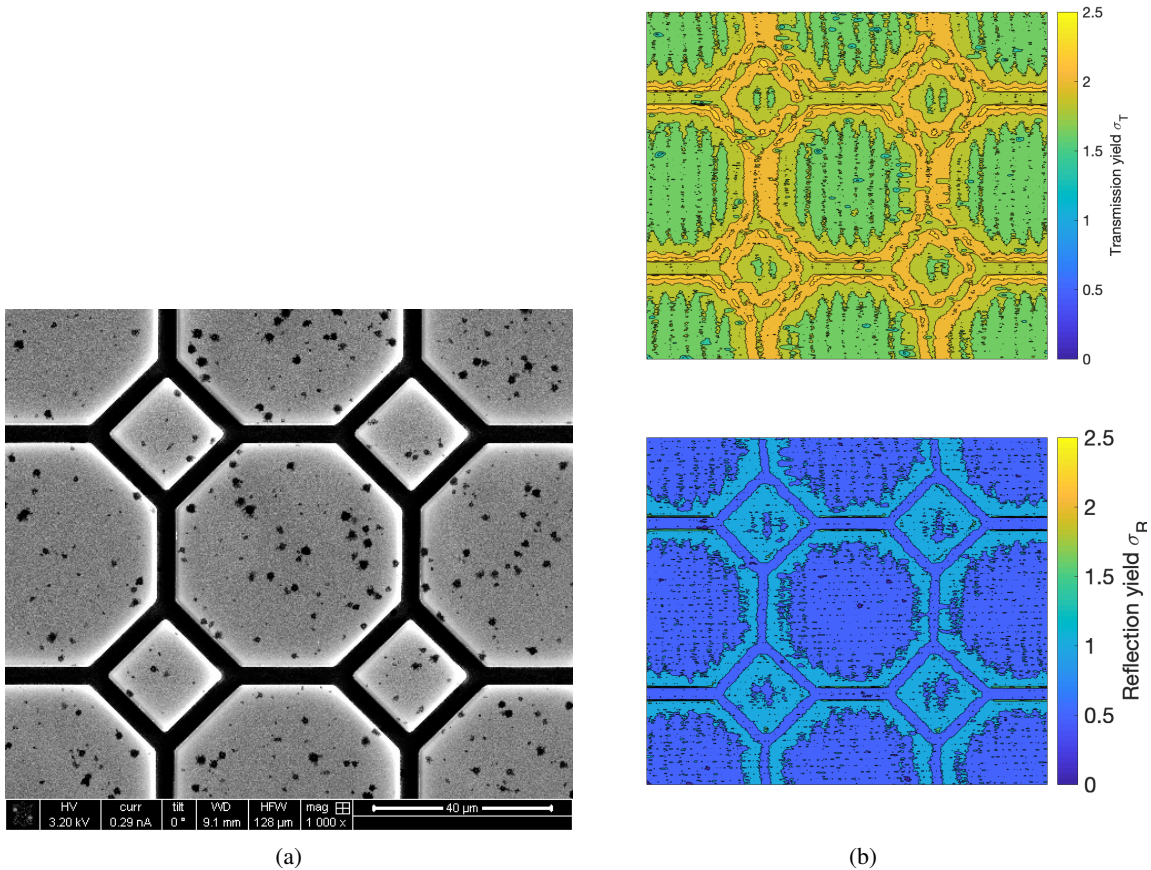 2.5
2
1.5
1
0.5
0
Transmission yield σT
2.5
2
1.5
1
0.5
0
Reflection yield σR
HV curr tilt WD HFW mag
3.20 kV 0.29 nA 0 ° 9.1 mm 128 µm 1 000 x
40 µm
(a) (b)